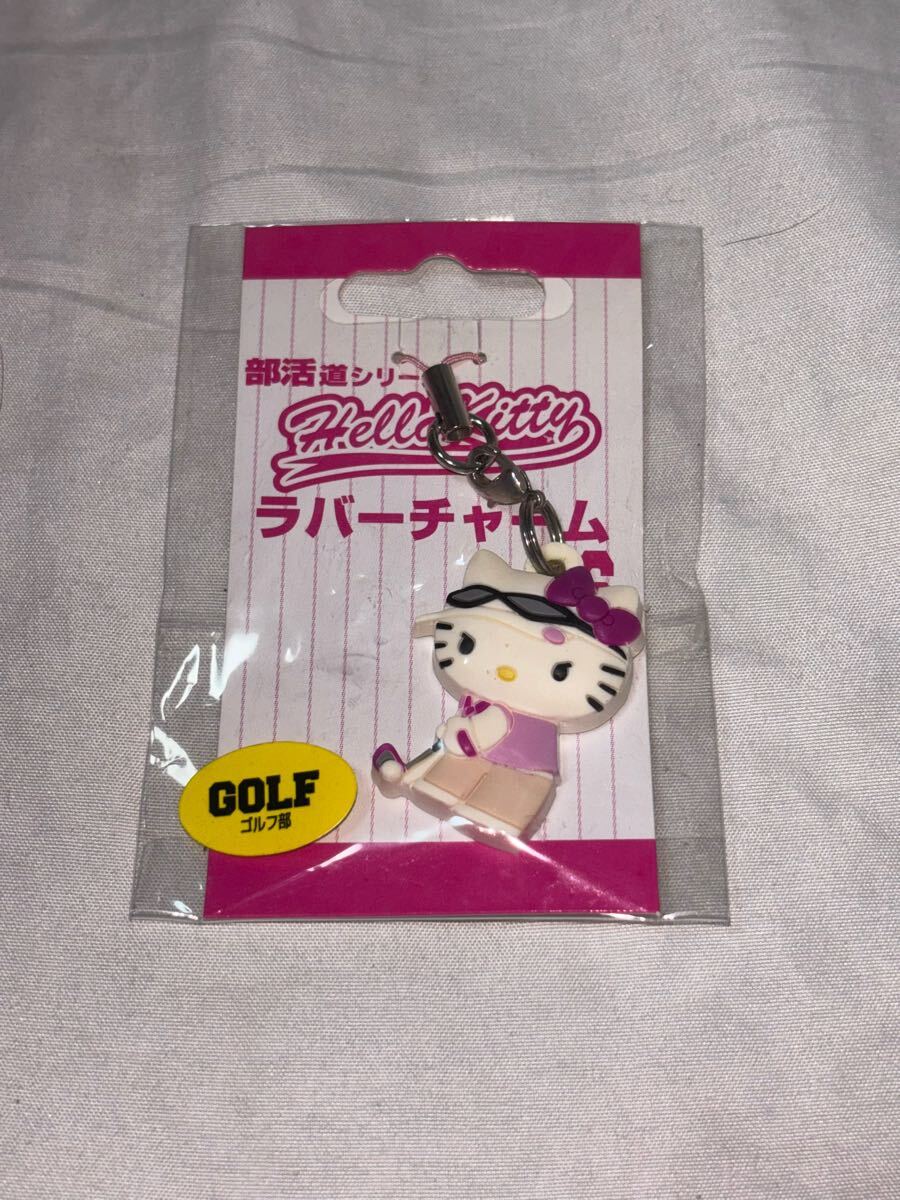 部活道シリー
Hello Kitty
ラバーチャーム
GOLF
ゴルフ部